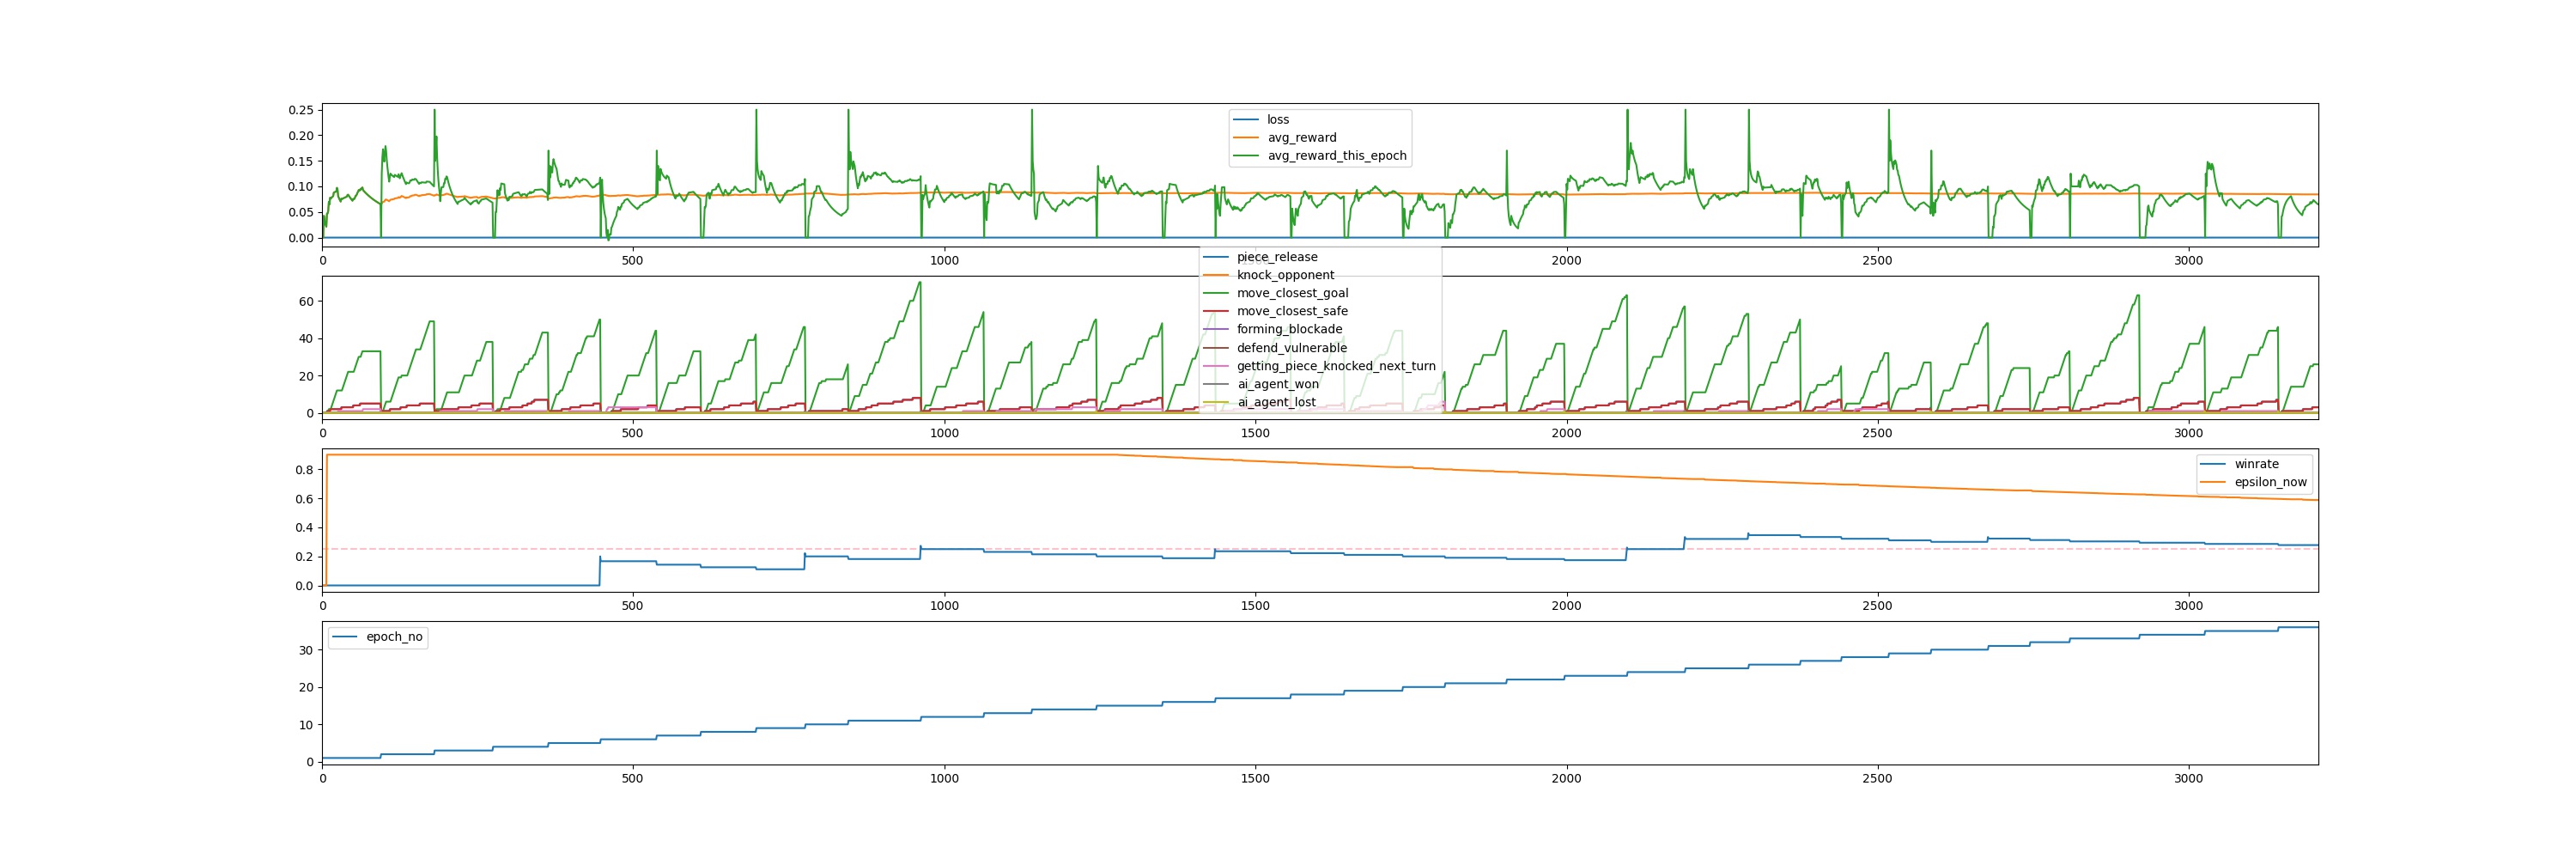 0.25
0.20
0.15
0.10
0.05
0.00
loss
avg_reward
avg_reward_this_epoch
0 500 1000 1500 2000 2500 3000
60
40
20
0
piece_release
knock_opponent
move_closest_goal
move_closest_safe
forming_blockade
defend_vulnerable
getting_piece_knocked_next_turn
ai_agent_won
ai_agent_lost
0 500 1000 1500 2000 2500 3000
0.8
0.6
0.4
0.2
0.0
winrate
epsilon_now
0 500 1000 1500 2000 2500 3000
30
20
10
0
epoch_no
0 500 1000 1500 2000 2500 3000